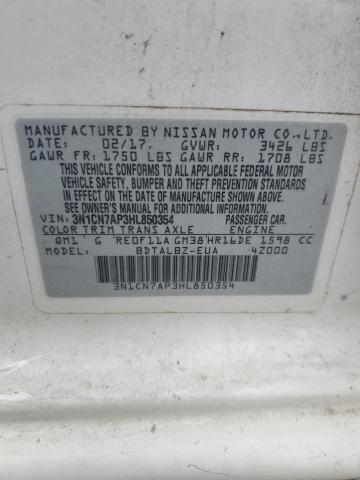 MANUFACTURED BY NISSAN MOTOR CO.,LTD.
DATE: 02/17. GVWR: 3426 LBS
GAWR FR: 1750 LBS GAWR RR: 1708 LBS
THIS VEHICLE CONFORMS TO ALL APPLICABLE FEDERAL MOTOR
VEHICLE SAFETY, BUMPER AND THEFT PREVENTION STANDARDS
IN EFFECT ON THE DATE OF MANUFACTURE SHOWN ABOVE.
SEE OWNER'S MANUAL FOR ADDITIONAL INFORMATION
VIN: 3N1CN7AP3HL850354 PASSENGER CAR
COLOR TRIM TRANS AXLE ENGINE
QM1 G RE0F11A GM38 HR16DE 1598 CC
MODEL: BDTALBZ-EUA 42000
3N1CN7AP3HL850354